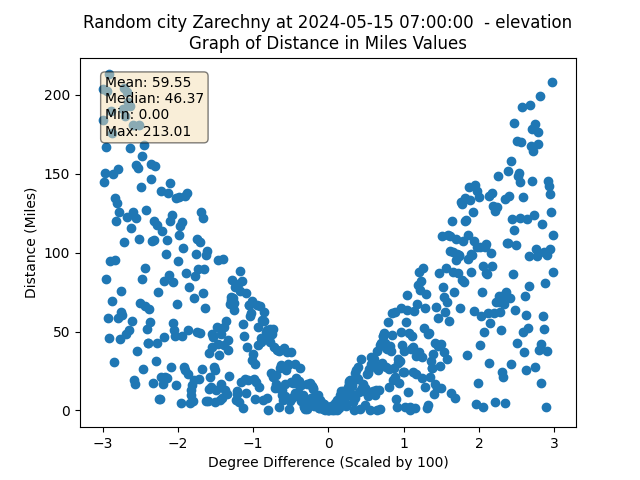 Random city Zarechny at 2024-05-15 07:00:00  - elevation
Graph of Distance in Miles Values
Mean: 59.55
Median: 46.37
Min: 0.00
Max: 213.01
200
150
100
50
0
Distance (Miles)
−3 −2 −1 0 1 2 3
Degree Difference (Scaled by 100)